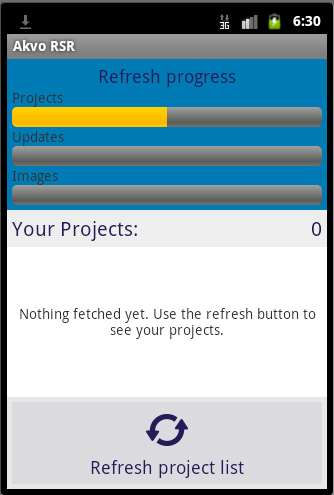 3G 6:30
Akvo RSR
Refresh progress
Projects
Updates
Images
Your Projects: 0
Nothing fetched yet. Use the refresh button to
see your projects.
Refresh project list